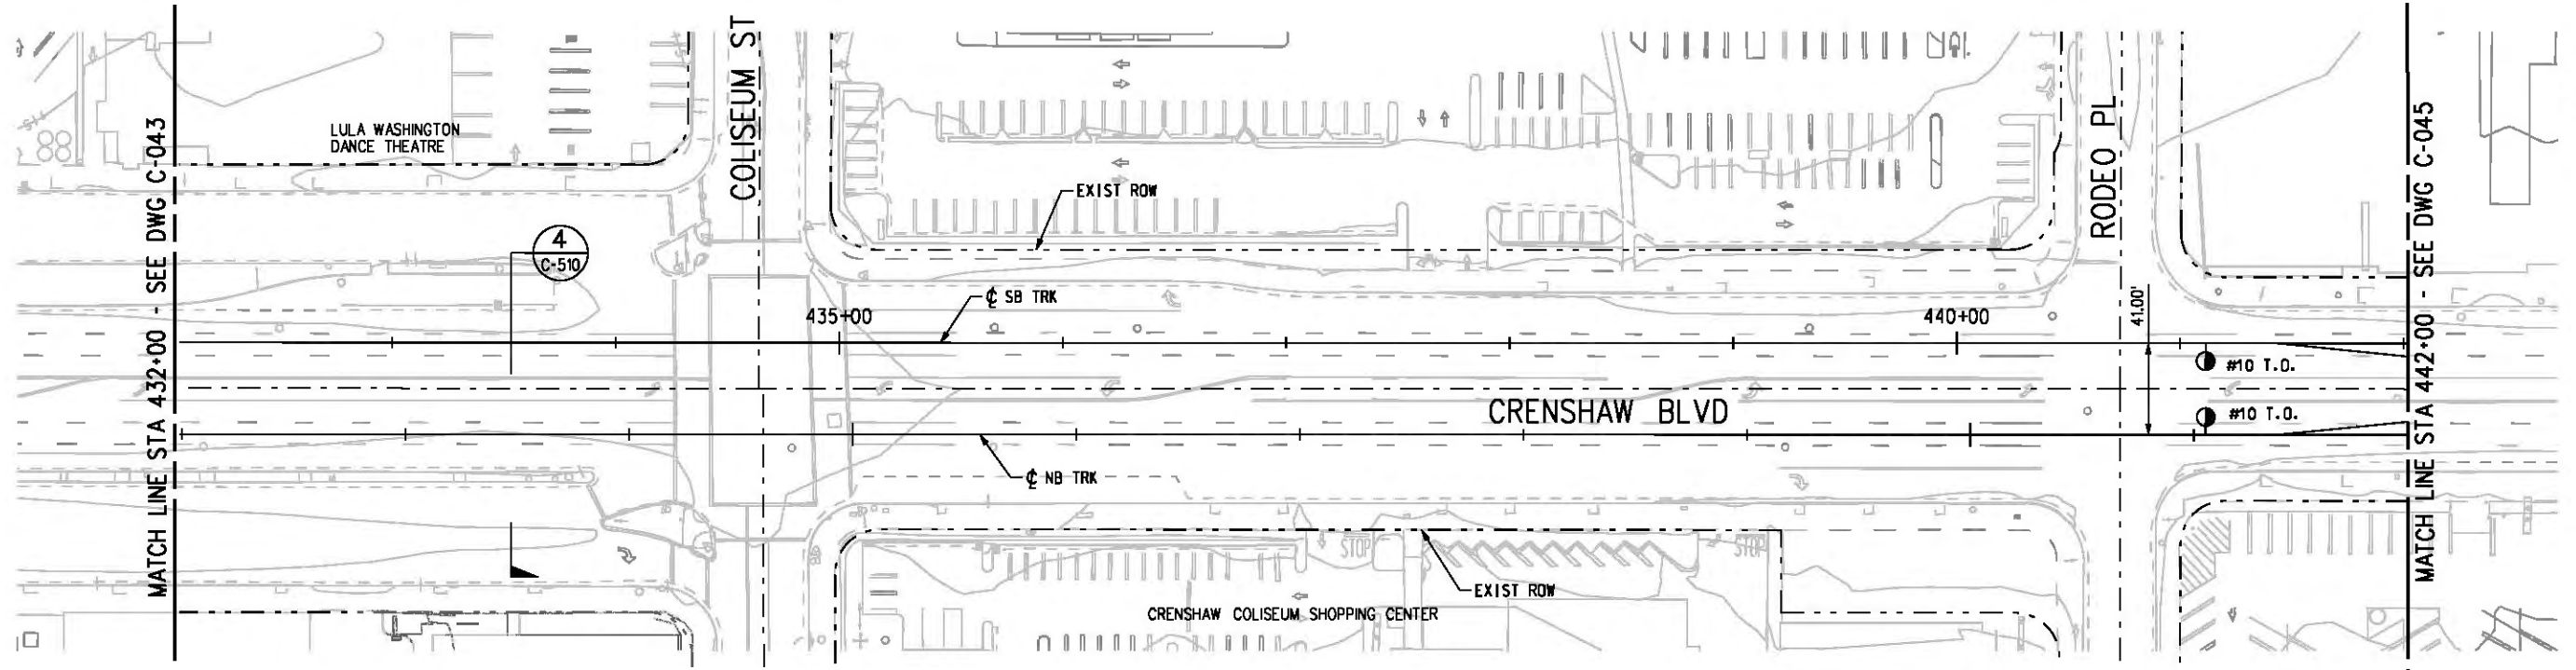 MATCH LINE STA 432+00 - SEE DWG C-043
LULA WASHINGTON
DANCE THEATRE
4
C-510
COLISEUM ST
EXIST ROW
℄ SB TRK
435+00
440+00
CRENSHAW BLVD
℄ NB TRK
STOP
STOP
EXIST ROW
CRENSHAW COLISEUM SHOPPING CENTER
RODEO PL
41.00'
#10 T.O.
#10 T.O.
MATCH LINE STA 442+00 - SEE DWG C-045